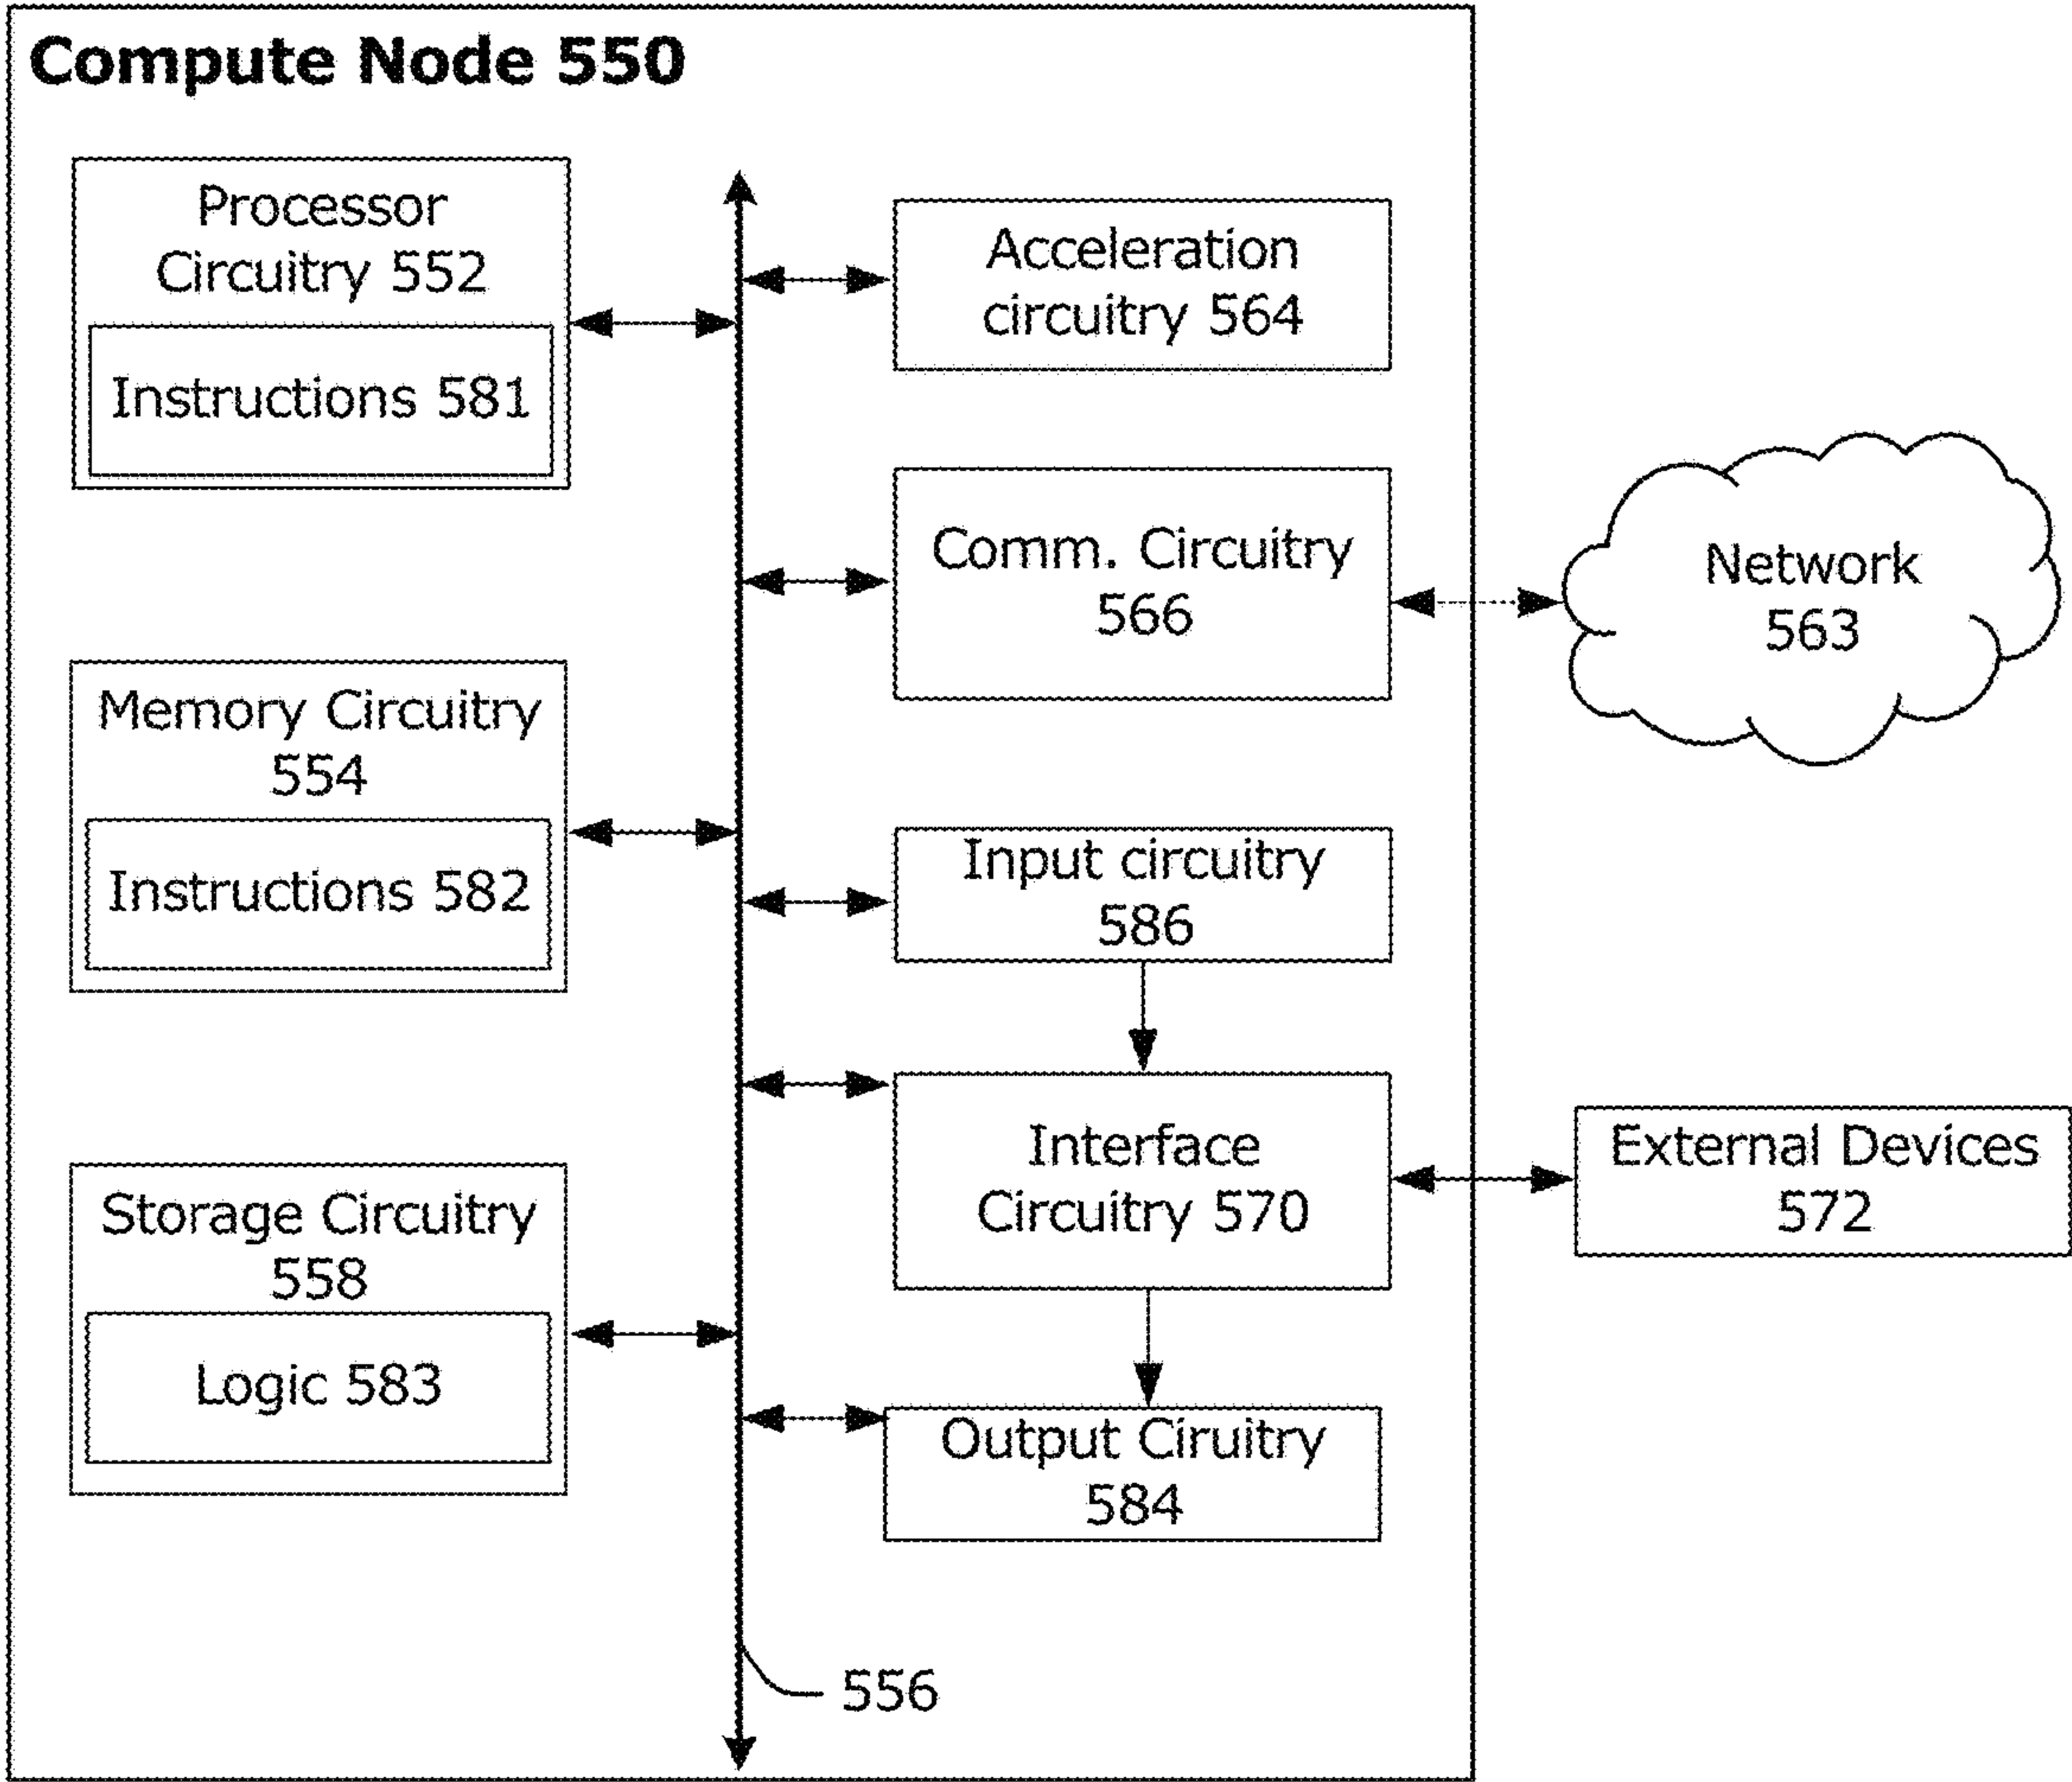 Compute Node 550
Processor
Circuitry 552
Instructions 581
Memory Circuitry
554
Instructions 582
Storage Circuitry
558
Logic 583
Acceleration
circuitry 564
Comm. Circuitry
566
Input circuitry
586
Interface
Circuitry 570
Output Ciruitry
584
556
Network
563
External Devices
572